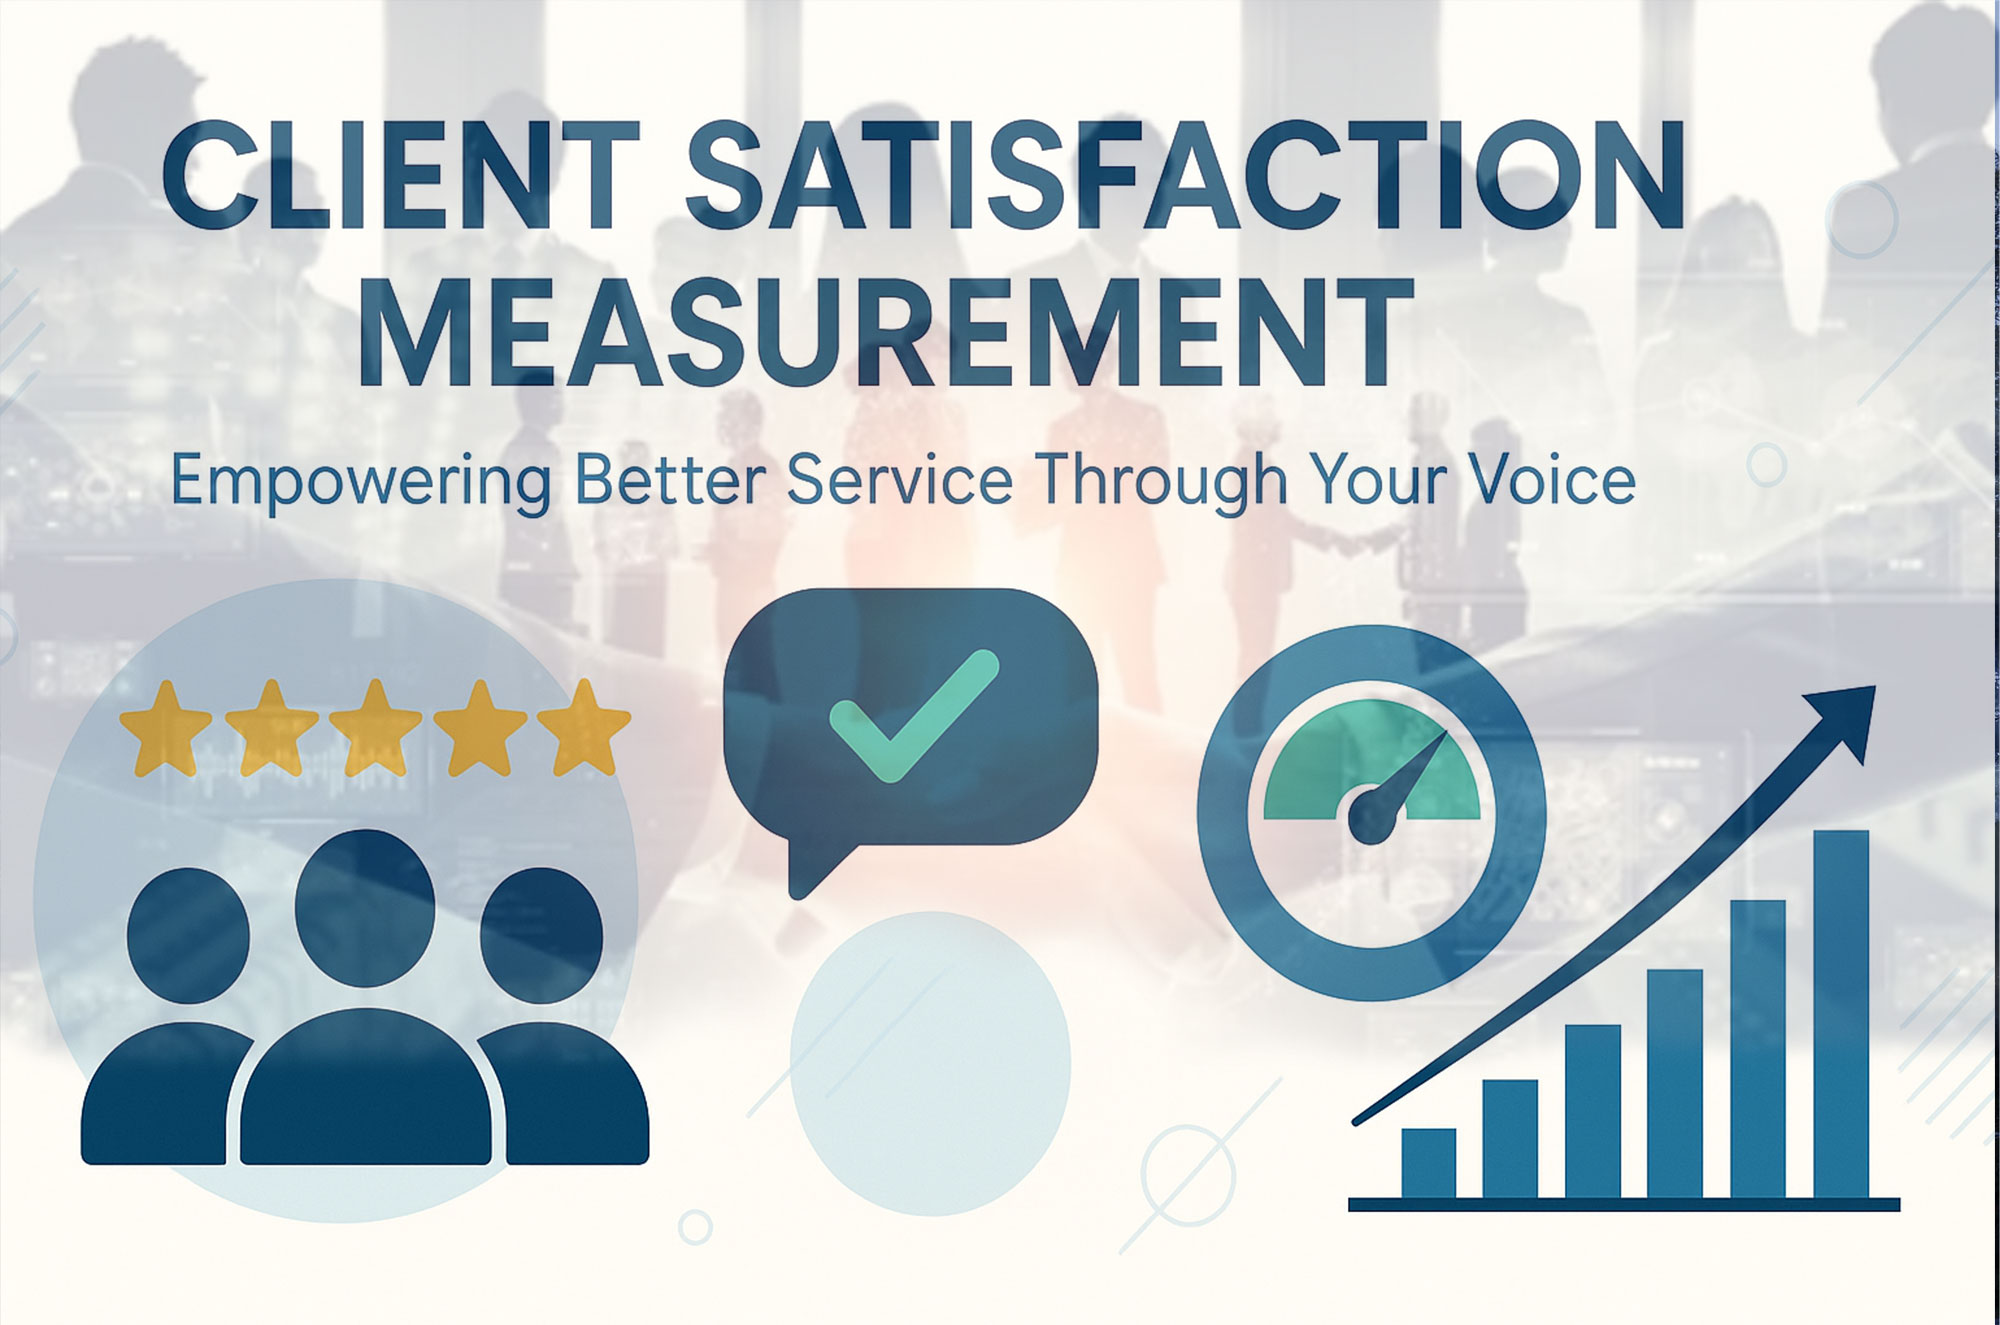 CLIENT SATISFACTION
MEASUREMENT
Empowering Better Service Through Your Voice